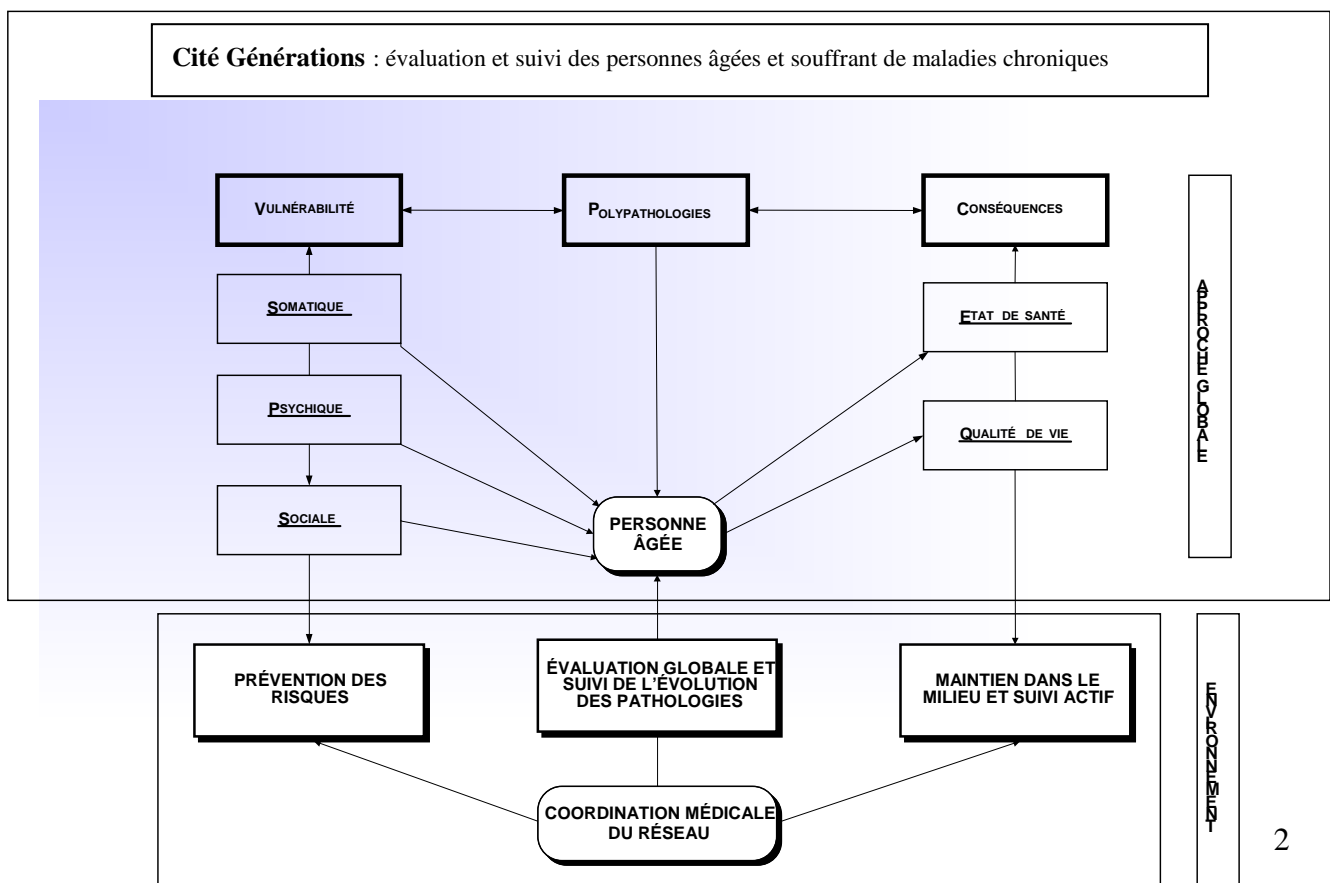 Cité Générations : évaluation et suivi des personnes âgées et souffrant de maladies chroniques
VULNÉRABILITÉ
POLYPATHOLOGIES
CONSÉQUENCES
SOMATIQUE
ETAT DE SANTÉ
PSYCHIQUE
QUALITÉ DE VIE
SOCIALE
PERSONNE
ÂGÉE
APPROCHE GLOBALE
PRÉVENTION DES
RISQUES
ÉVALUATION GLOBALE ET
SUIVI DE L'ÉVOLUTION
DES PATHOLOGIES
MAINTIEN DANS LE
MILIEU ET SUIVI ACTIF
COORDINATION MÉDICALE
DU RÉSEAU
ENVIRONNEMENT
2